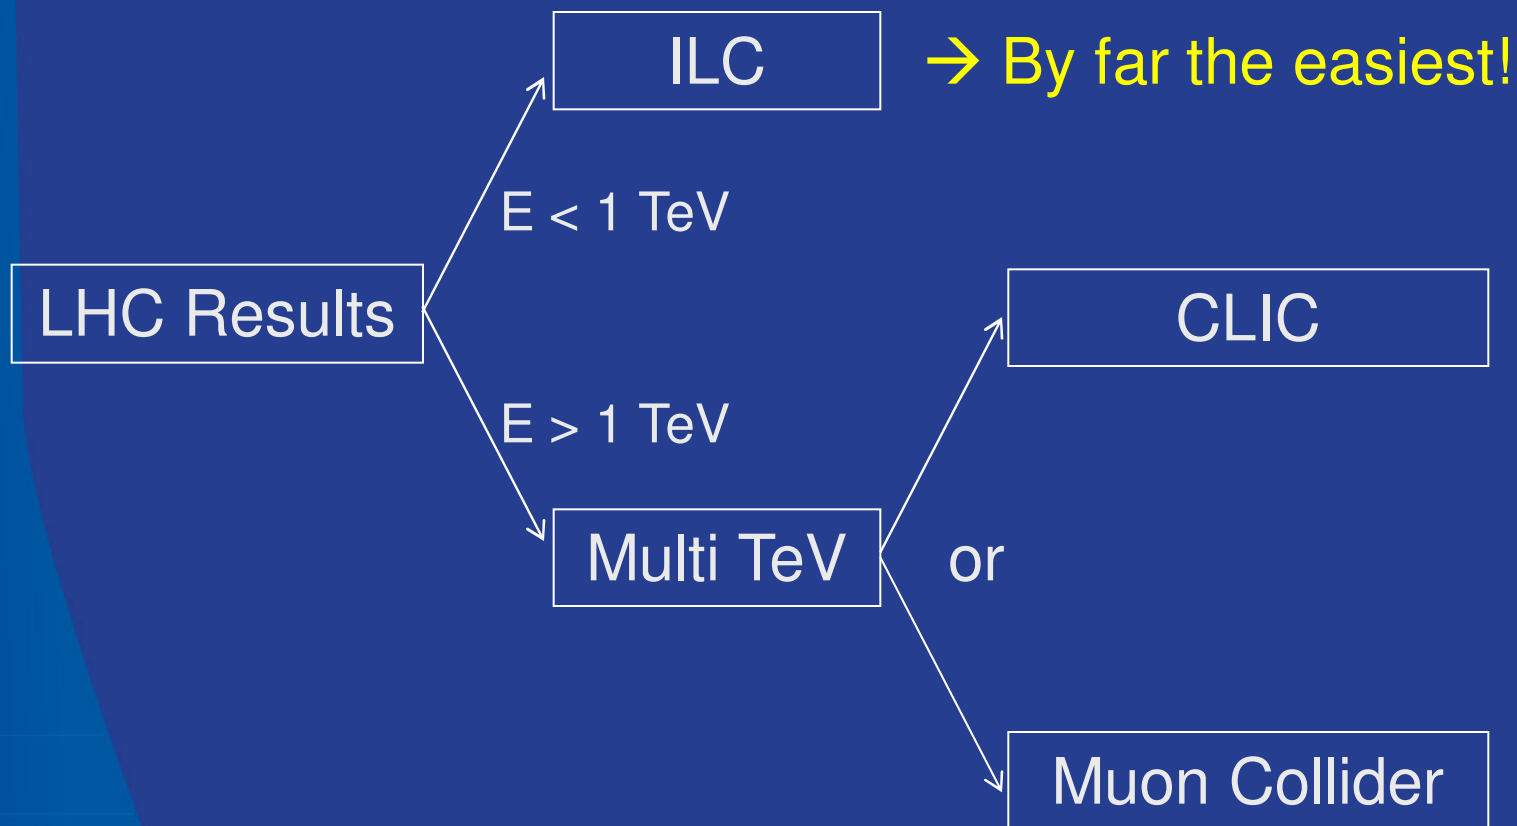 ILC
→ By far the easiest!
E < 1 TeV
LHC Results
CLIC
E > 1 TeV
Multi TeV
or
Muon Collider